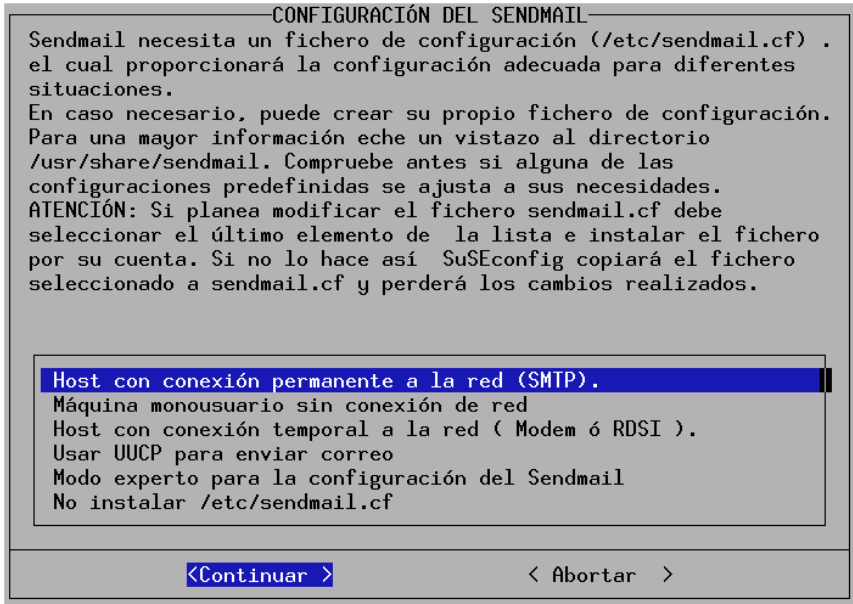 CONFIGURACIÓN DEL SENDMAIL
Sendmail necesita un fichero de configuración (/etc/sendmail.cf) .
el cual proporcionará la configuración adecuada para diferentes
situaciones.
En caso necesario, puede crear su propio fichero de configuración.
Para una mayor información eche un vistazo al directorio
/usr/share/sendmail. Compruebe antes si alguna de las
configuraciones predefinidas se ajusta a sus necesidades.
ATENCIÓN: Si planea modificar el fichero sendmail.cf debe
seleccionar el último elemento de  la lista e instalar el fichero
por su cuenta. Si no lo hace así  SuSEconfig copiará el fichero
seleccionado a sendmail.cf y perderá los cambios realizados.
Host con conexión permanente a la red (SMTP).
Máquina monousuario sin conexión de red
Host con conexión temporal a la red ( Modem ó RDSI ).
Usar UUCP para enviar correo
Modo experto para la configuración del Sendmail
No instalar /etc/sendmail.cf
<Continuar > < Abortar  >